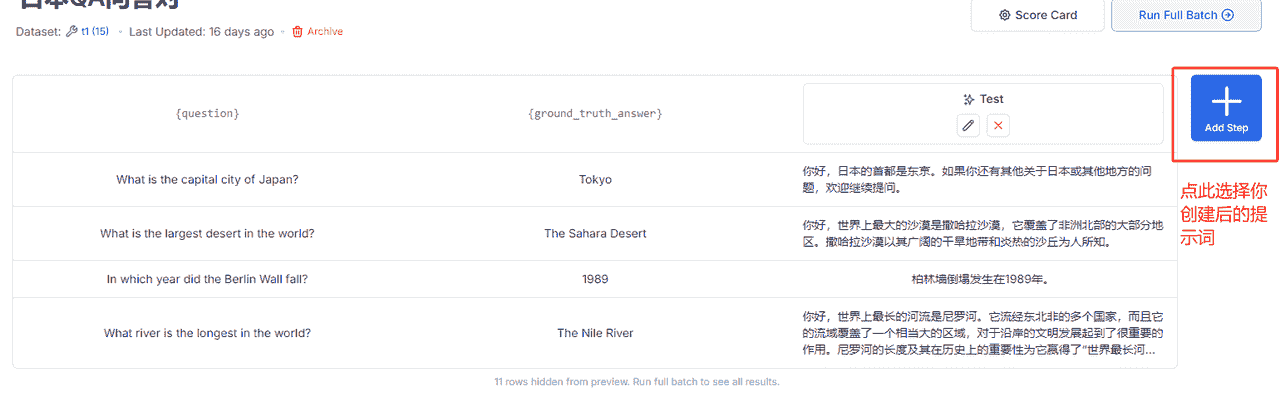 日本QA问答对
Score Card
Run Full Batch
Dataset: t1 (15) - Last Updated: 16 days ago - Archive
{question}
{ground_truth_answer}
Test
Add Step
点此选择你
创建后的提
示词
What is the capital city of Japan?
Tokyo
你好，日本的首都是东京。如果你还有其他关于日本或其他地方的问
题，欢迎继续提问。
What is the largest desert in the world?
The Sahara Desert
你好，世界上最大的沙漠是撒哈拉沙漠，它覆盖了非洲北部的大部分地
区。撒哈拉沙漠以其广阔的干旱地带和炎热的沙丘为人所知。
In which year did the Berlin Wall fall?
1989
柏林墙倒塌发生在1989年。
What river is the longest in the world?
The Nile River
你好，世界上最长的河流是尼罗河。它流经东北非的多个国家，而且它
的流域覆盖了一个相当大的区域，对于沿岸的文明发展起到了很重要的
作用。尼罗河的长度及其在历史上的重要性为它赢得了“世界最长河...
11 rows hidden from preview. Run full batch to see all results.